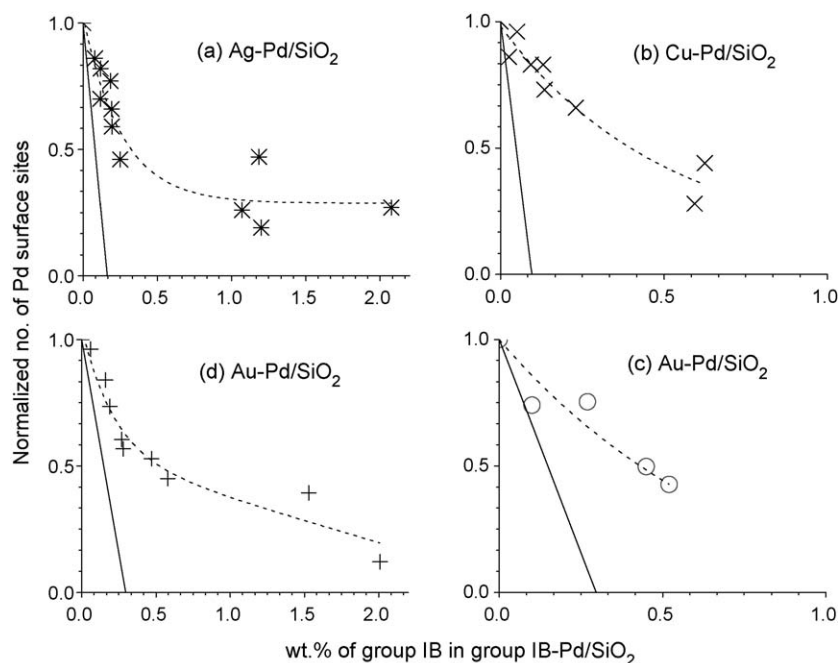 Normalized no. of Pd surface sites
1.0
0.5
0.0
(a) Ag-Pd/SiO2
0.0 0.5 1.0 1.5 2.0
1.0
0.5
0.0
(b) Cu-Pd/SiO2
0.0 0.5 1.0
1.0
0.5
0.0
(d) Au-Pd/SiO2
0.0 0.5 1.0 1.5 2.0
1.0
0.5
0.0
(c) Au-Pd/SiO2
0.0 0.5 1.0
wt.% of group IB in group IB-Pd/SiO2